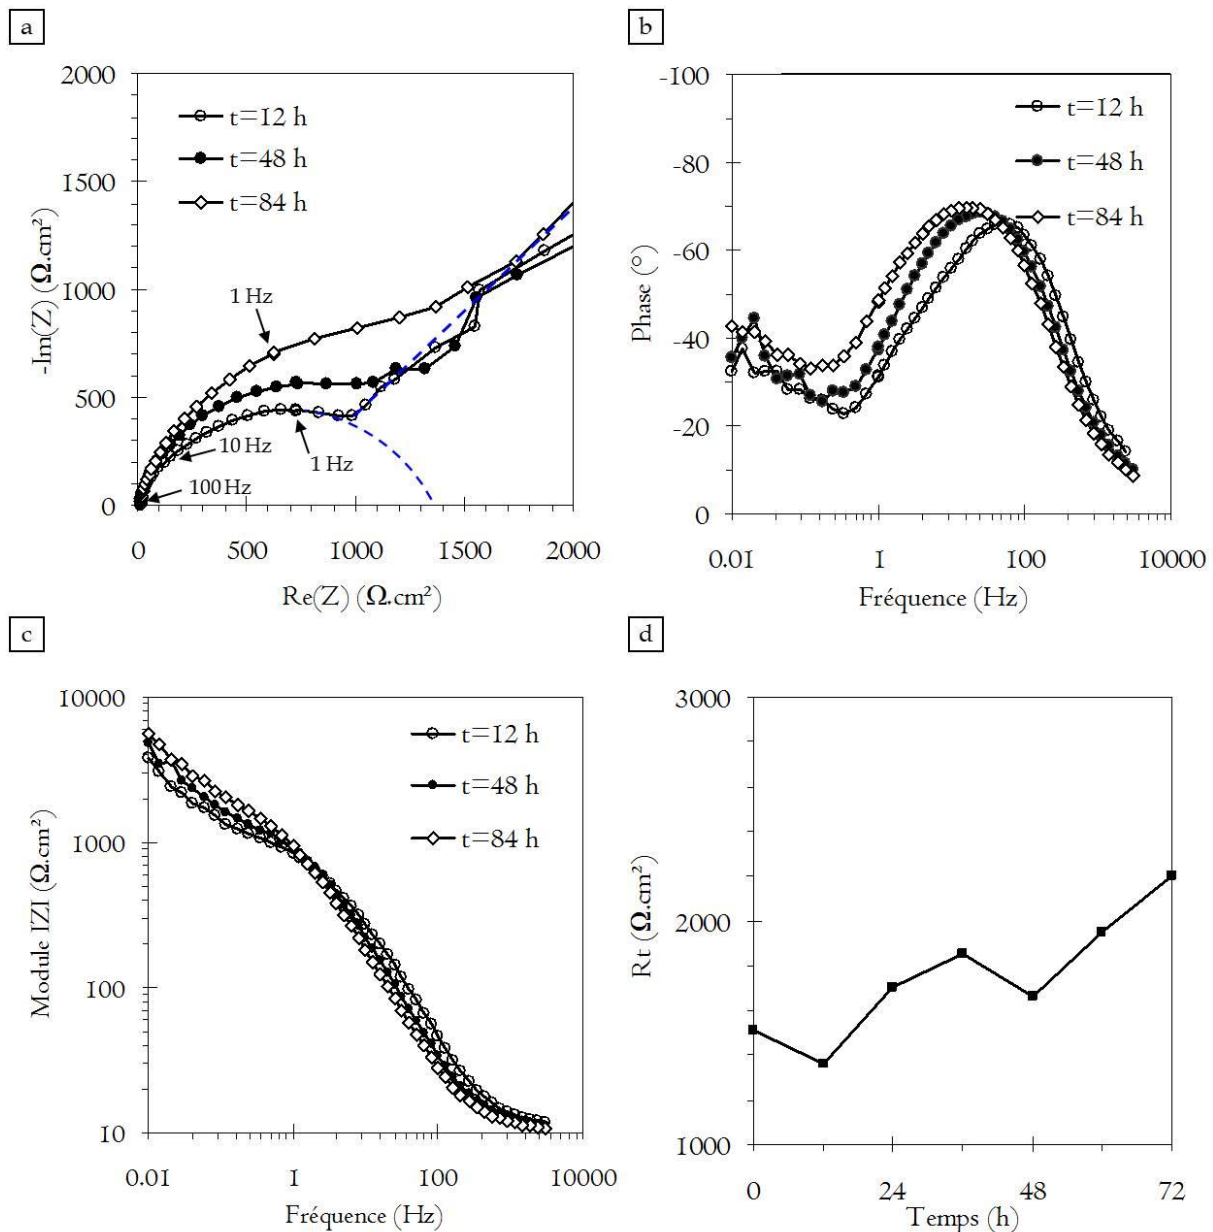 a
2000
1500
1000
500
0
-Im(Z) (Ω.cm²)
t=12 h
t=48 h
t=84 h
1 Hz
10 Hz
1 Hz
100 Hz
0 500 1000 1500 2000
Re(Z) (Ω.cm²)
b
-100
-80
-60
-40
-20
0
Phase (°)
t=12 h
t=48 h
t=84 h
0.01 1 100 10000
Fréquence (Hz)
c
10000
1000
100
10
Module IZI (Ω.cm²)
t=12 h
t=48 h
t=84 h
0.01 1 100 10000
Fréquence (Hz)
d
3000
2000
1000
Rt (Ω.cm²)
0 24 48 72
Temps (h)